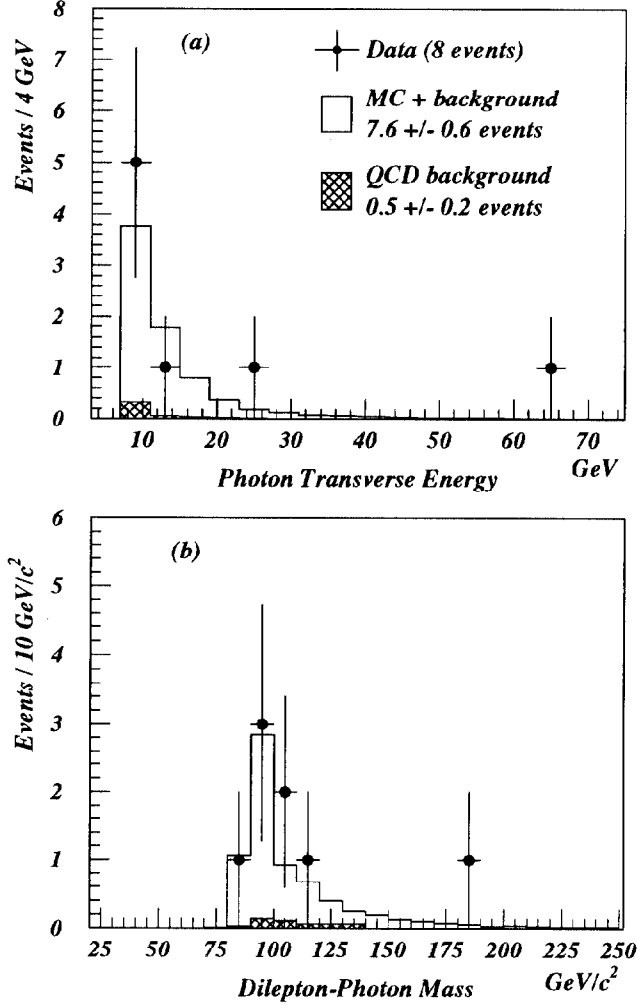 Events / 4 GeV
8
7
6
5
4
3
2
1
0
(a)
Data (8 events)
MC + background
7.6 +/- 0.6 events
QCD background
0.5 +/- 0.2 events
10 20 30 40 50 60 70
GeV
Photon Transverse Energy
Events / 10 GeV/c²
6
5
4
3
2
1
0
(b)
25 50 75 100 125 150 175 200 225 250
GeV/c²
Dilepton-Photon Mass